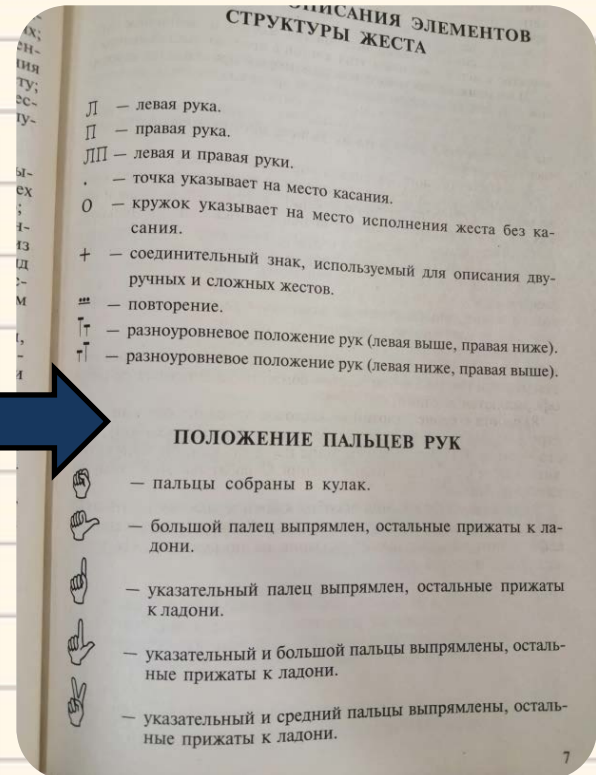 ОПИСАНИЯ ЭЛЕМЕНТОВ
СТРУКТУРЫ ЖЕСТА
Л — левая рука.
П — правая рука.
ЛП — левая и правая руки.
. — точка указывает на место касания.
О — кружок указывает на место исполнения жеста без ка-
сания.
+ — соединительный знак, используемый для описания дву-
ручных и сложных жестов.
— повторение.
— разноуровневое положение рук (левая выше, правая ниже).
— разноуровневое положение рук (левая ниже, правая выше).
ПОЛОЖЕНИЕ ПАЛЬЦЕВ РУК
— пальцы собраны в кулак.
— большой палец выпрямлен, остальные прижаты к ла-
дони.
— указательный палец выпрямлен, остальные прижаты
к ладони.
— указательный и большой пальцы выпрямлены, осталь-
ные прижаты к ладони.
— указательный и средний пальцы выпрямлены, осталь-
ные прижаты к ладони.
7